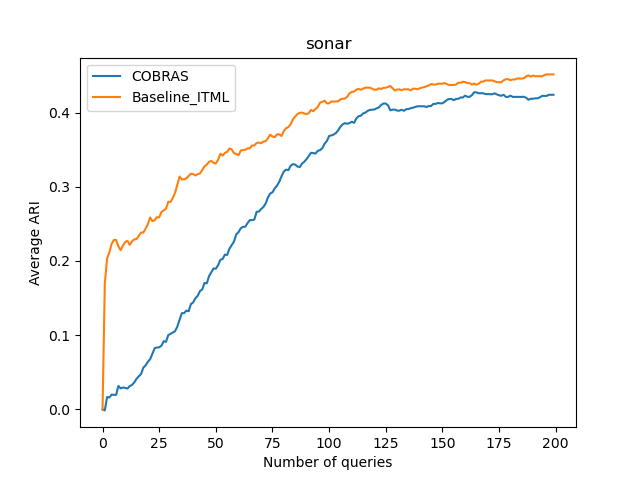 sonar
COBRAS
Baseline_ITML
Average ARI
0.4
0.3
0.2
0.1
0.0
0 25 50 75 100 125 150 175 200
Number of queries